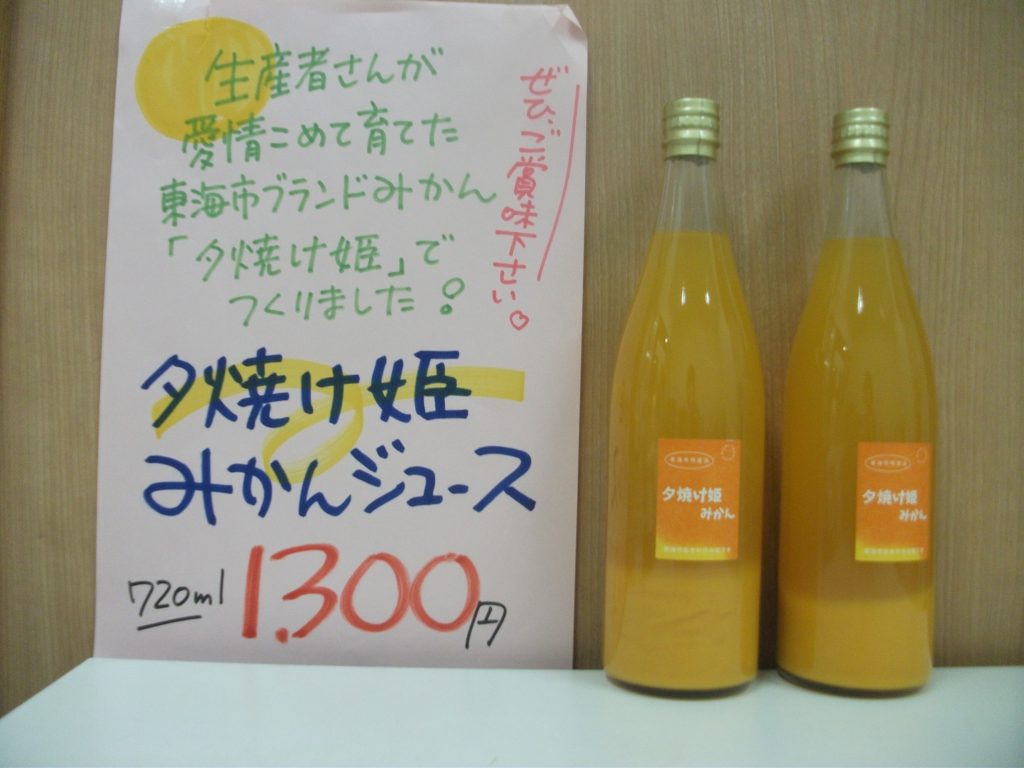 生産者さんが
愛情こめて育てた
東海市ブランドみかん
「夕焼け姫」で
つくりました!
ぜひ、ご賞味下さい。
夕焼け姫
みかんジュース
720ml 1,300円
夕焼け姫
みかん
夕焼け姫
みかん